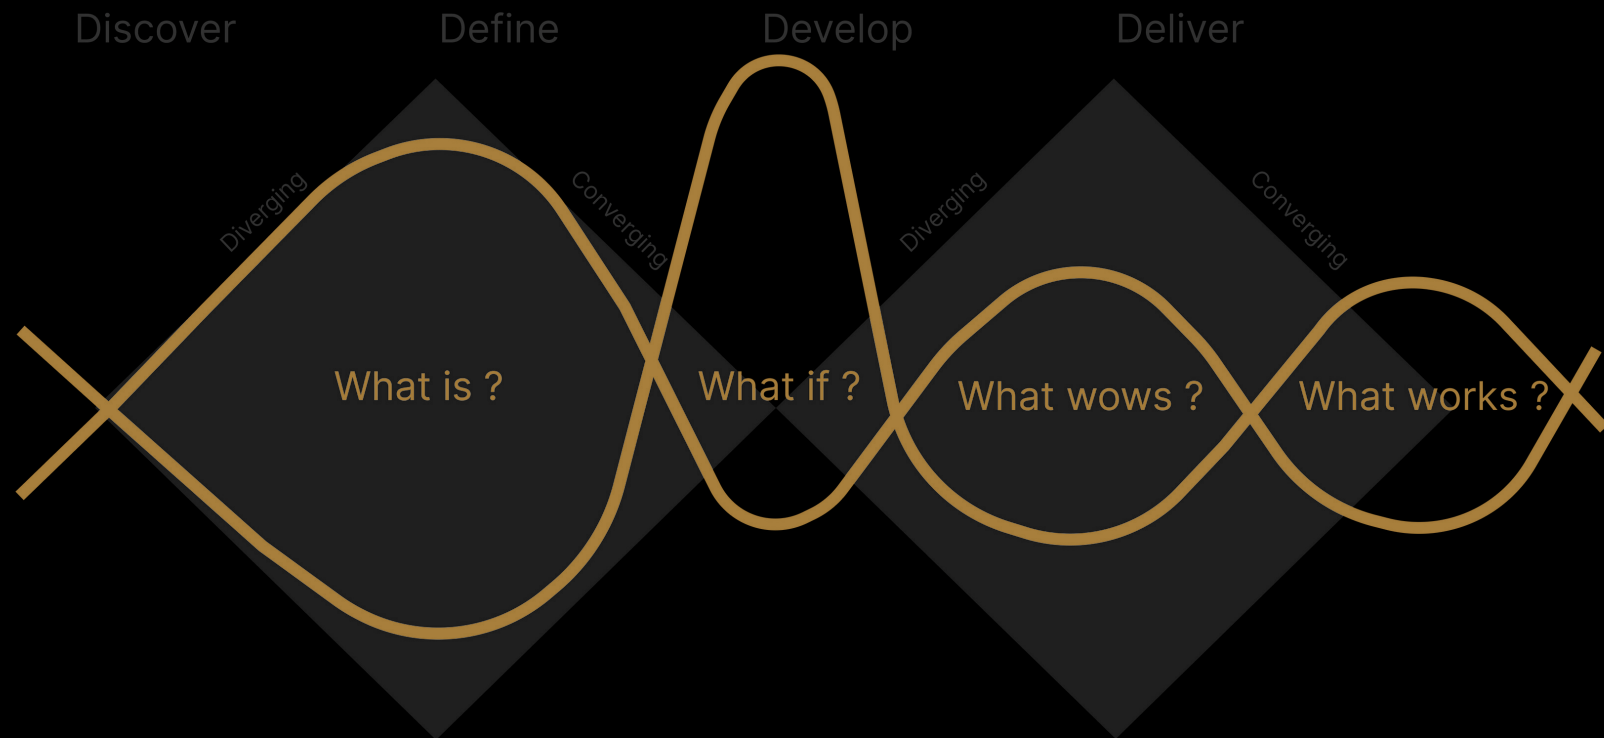 Discover
Define
Develop
Deliver
Diverging
Converging
Diverging
Converging
What is ?
What if ?
What wows ?
What works ?